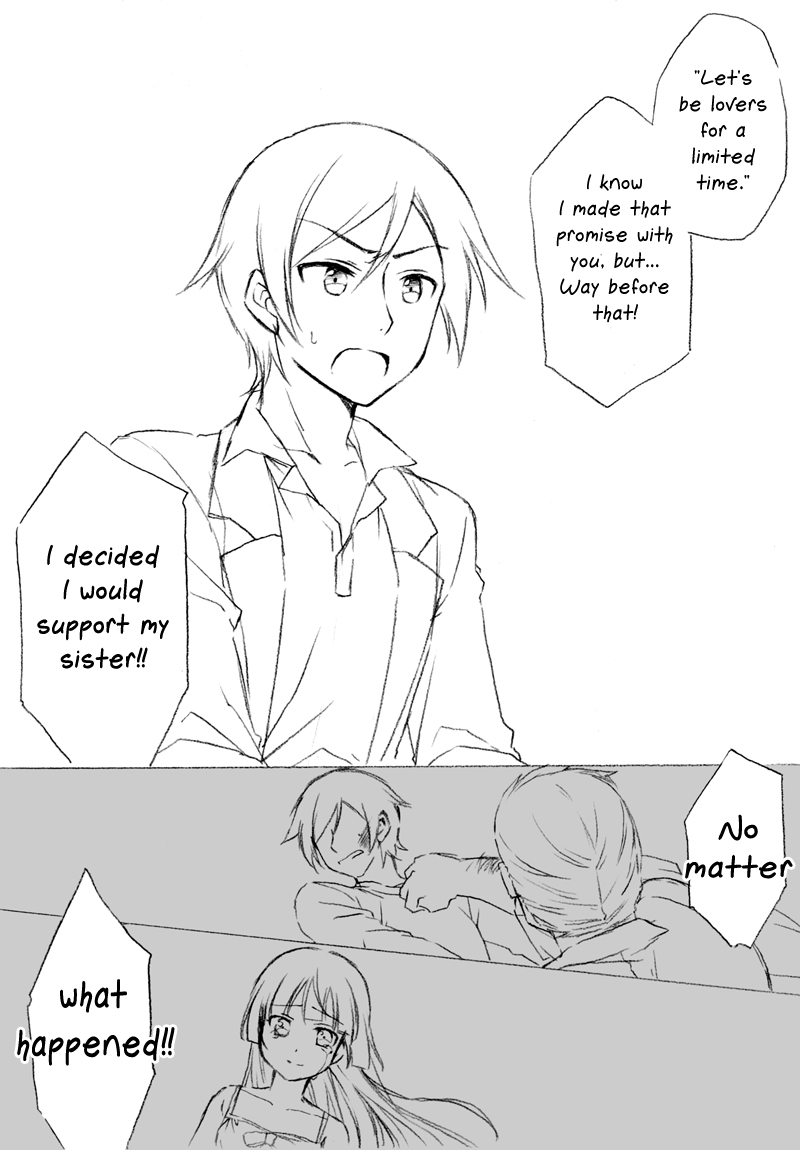 "Let's
be lovers
for a
limited
time."
I know
I made that
promise with
you, but...
Way before
that!
I decided
I would
support my
sister!!
No
matter
what
happened!!